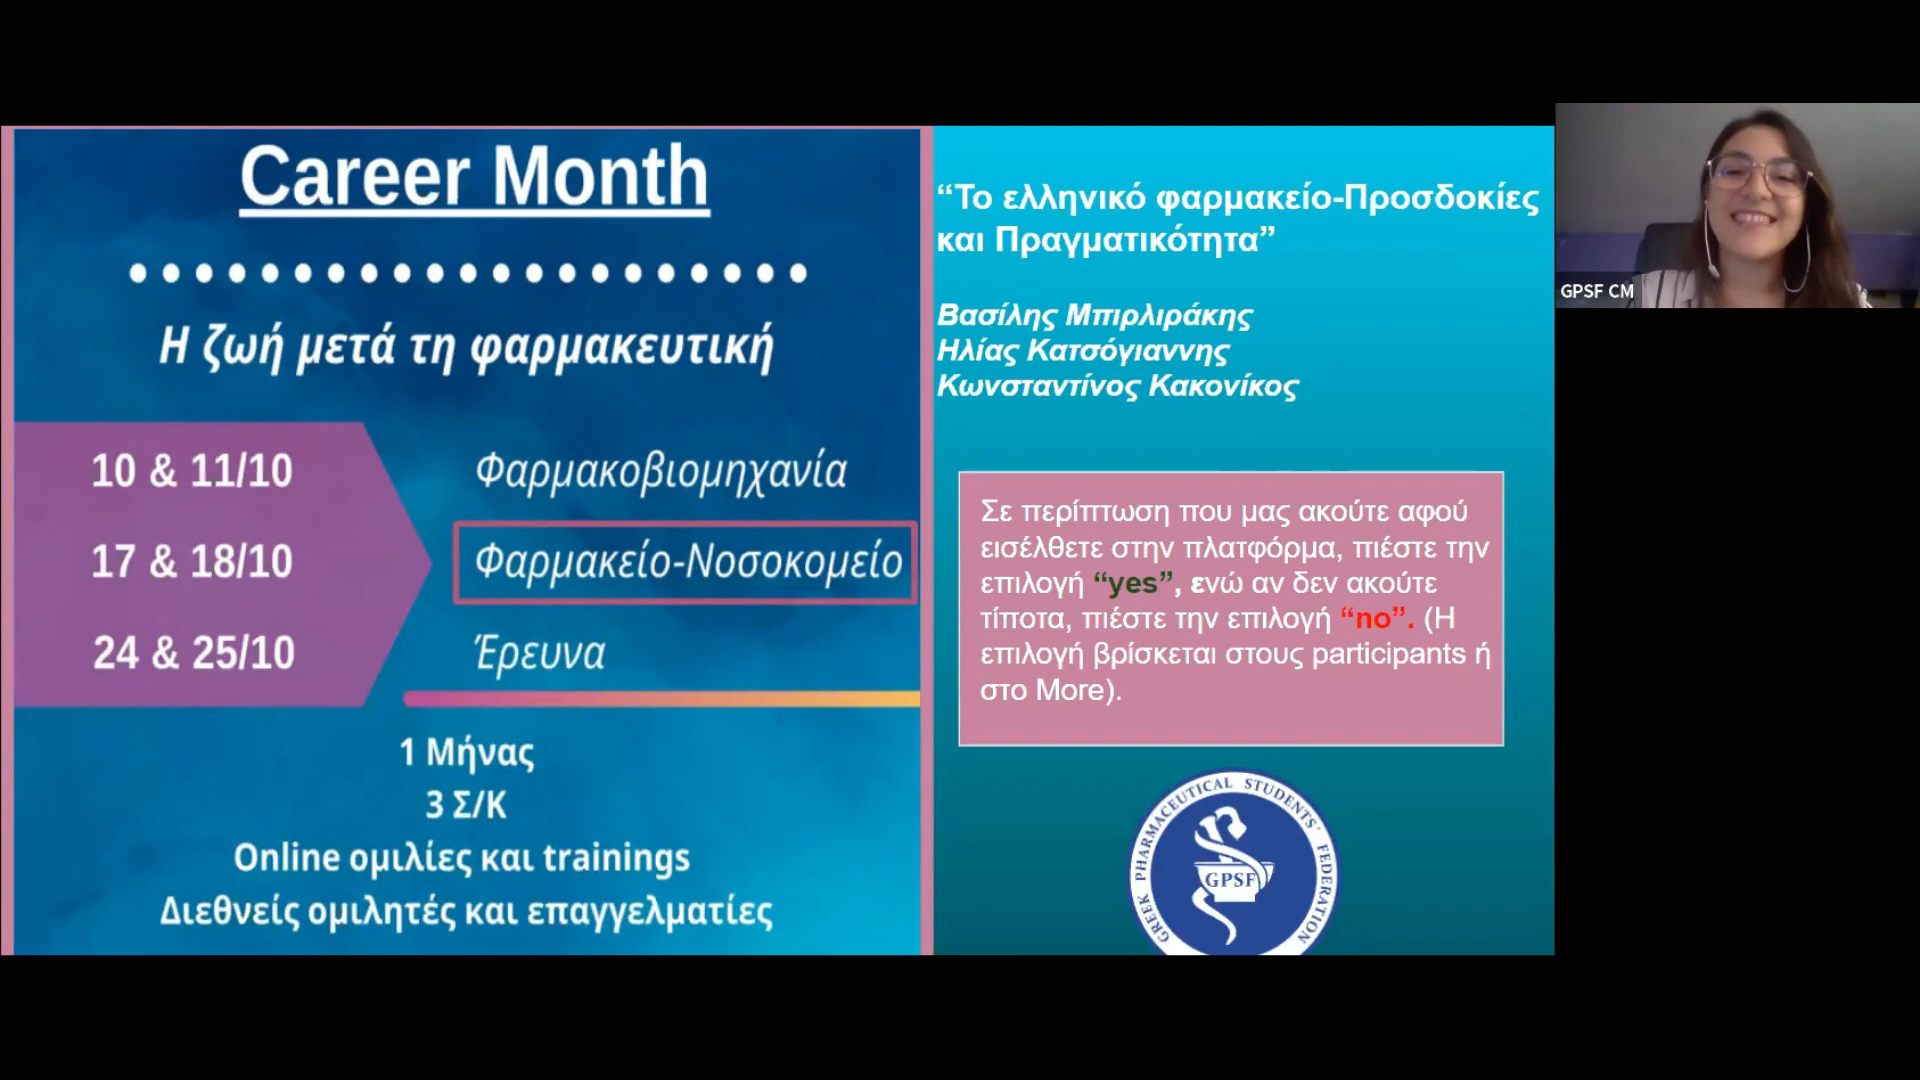 Career Month
Η ζωή μετά τη φαρμακευτική
10 & 11/10
Φαρμακοβιομηχανία
17 & 18/10
Φαρμακείο-Νοσοκομείο
24 & 25/10
Έρευνα
1 Μήνας
3 Σ/Κ
Online ομιλίες και trainings
Διεθνείς ομιλητές και επαγγελματίες
“Το ελληνικό φαρμακείο-Προσδοκίες
και Πραγματικότητα”
Βασίλης Μπιρλιράκης
Ηλίας Κατσόγιαννης
Κωνσταντίνος Κακονίκος
Σε περίπτωση που μας ακούτε αφού
εισέλθετε στην πλατφόρμα, πιέστε την
επιλογή “yes”, ενώ αν δεν ακούτε
τίποτα, πιέστε την επιλογή “no”. (Η
επιλογή βρίσκεται στους participants ή
στο More).
GREEK PHARMACEUTICAL STUDENTS’ FEDERATION
GPSF
GPSF CM